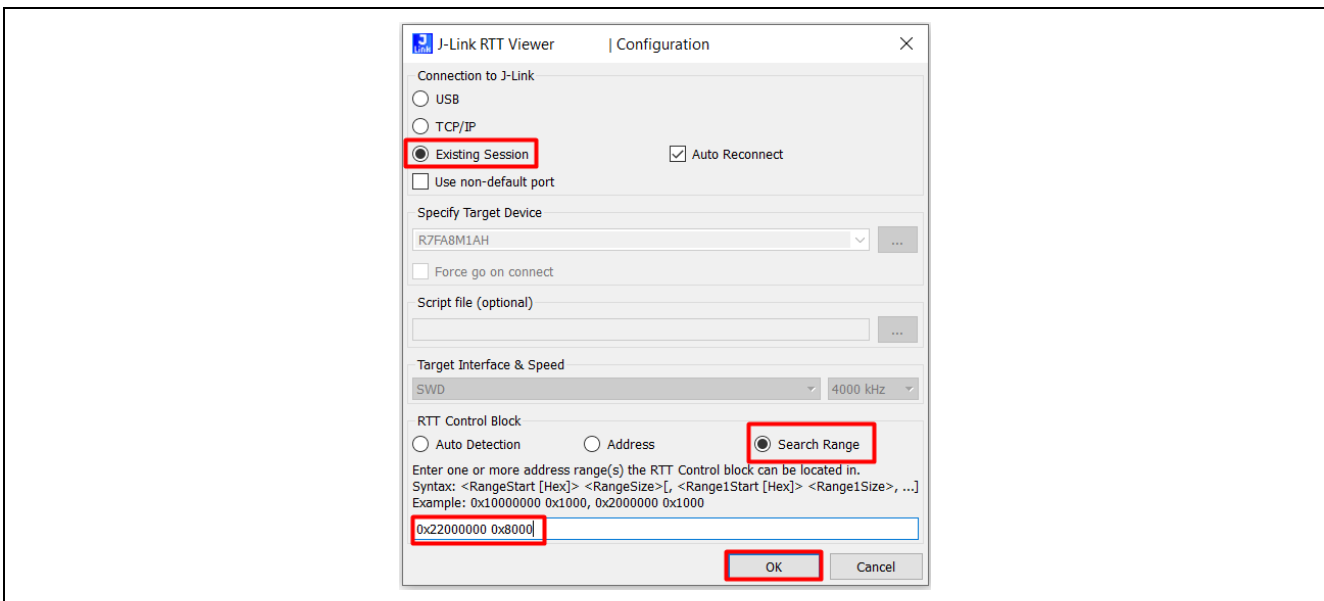 J-Link RTT Viewer | Configuration
Connection to J-Link
USB
TCP/IP
Existing Session Auto Reconnect
Use non-default port
Specify Target Device
R7FA8M1AH ...
Force go on connect
Script file (optional)
...
Target Interface & Speed
SWD 4000 kHz
RTT Control Block
Auto Detection Address Search Range
Enter one or more address range(s) the RTT Control block can be located in.
Syntax: <RangeStart [Hex]> <RangeSize>[, <Range1Start [Hex]> <Range1Size>, ...]
Example: 0x10000000 0x1000, 0x2000000 0x1000
0x22000000 0x8000
OK Cancel